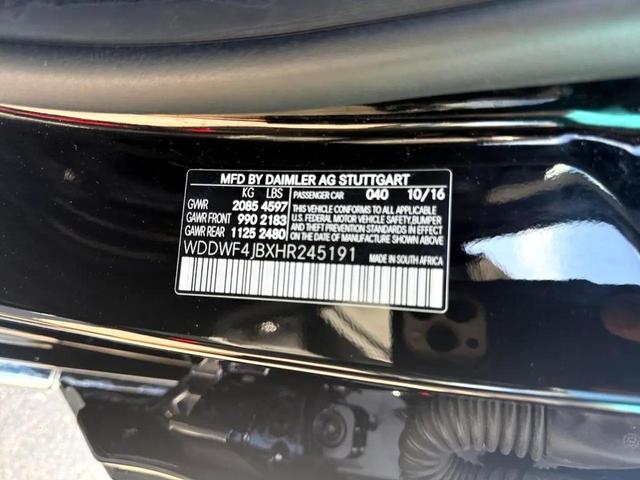 MFD BY DAIMLER AG STUTTGART
KG LBS
GVWR 2085 4597
GAWR FRONT 990 2183
GAWR REAR 1125 2480
PASSENGER CAR 040 10/16
THIS VEHICLE CONFORMS TO ALL APPLICABLE
U.S. FEDERAL MOTOR VEHICLE SAFETY, BUMPER
AND THEFT PREVENTION STANDARDS IN EFFECT
ON THE DATE OF MANUFACTURE SHOWN ABOVE.
WDDWF4JBXHR245191
MADE IN SOUTH AFRICA